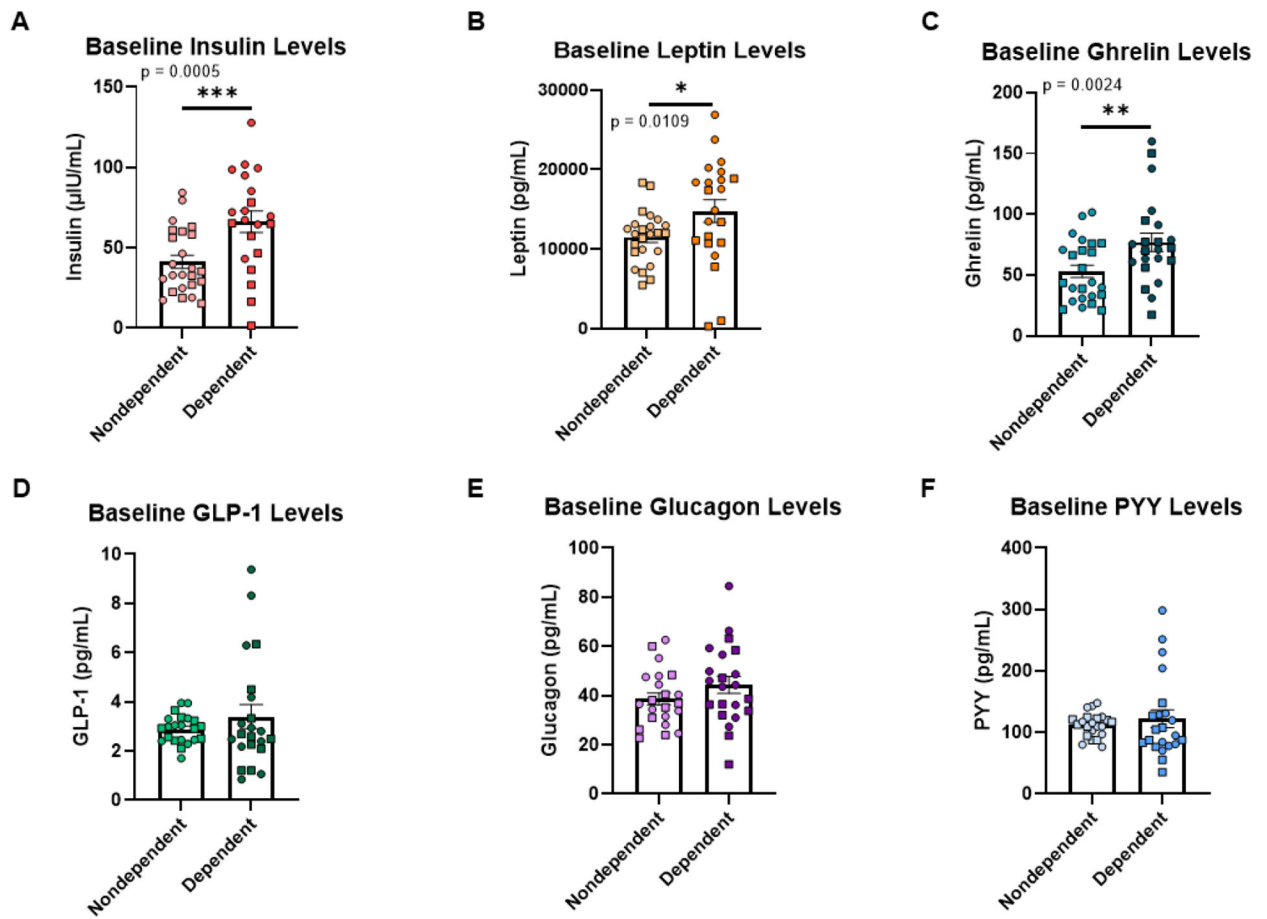 A
Baseline Insulin Levels
p = 0.0005
***
150
100
50
0
Insulin (µIU/mL)
Nondependent
Dependent
B
Baseline Leptin Levels
*
p = 0.0109
30000
20000
10000
0
Leptin (pg/mL)
Nondependent
Dependent
C
Baseline Ghrelin Levels
p = 0.0024
**
200
150
100
50
0
Ghrelin (pg/mL)
Nondependent
Dependent
D
Baseline GLP-1 Levels
10
8
6
4
2
0
GLP-1 (pg/mL)
Nondependent
Dependent
E
Baseline Glucagon Levels
100
80
60
40
20
0
Glucagon (pg/mL)
Nondependent
Dependent
F
Baseline PYY Levels
400
300
200
100
0
PYY (pg/mL)
Nondependent
Dependent